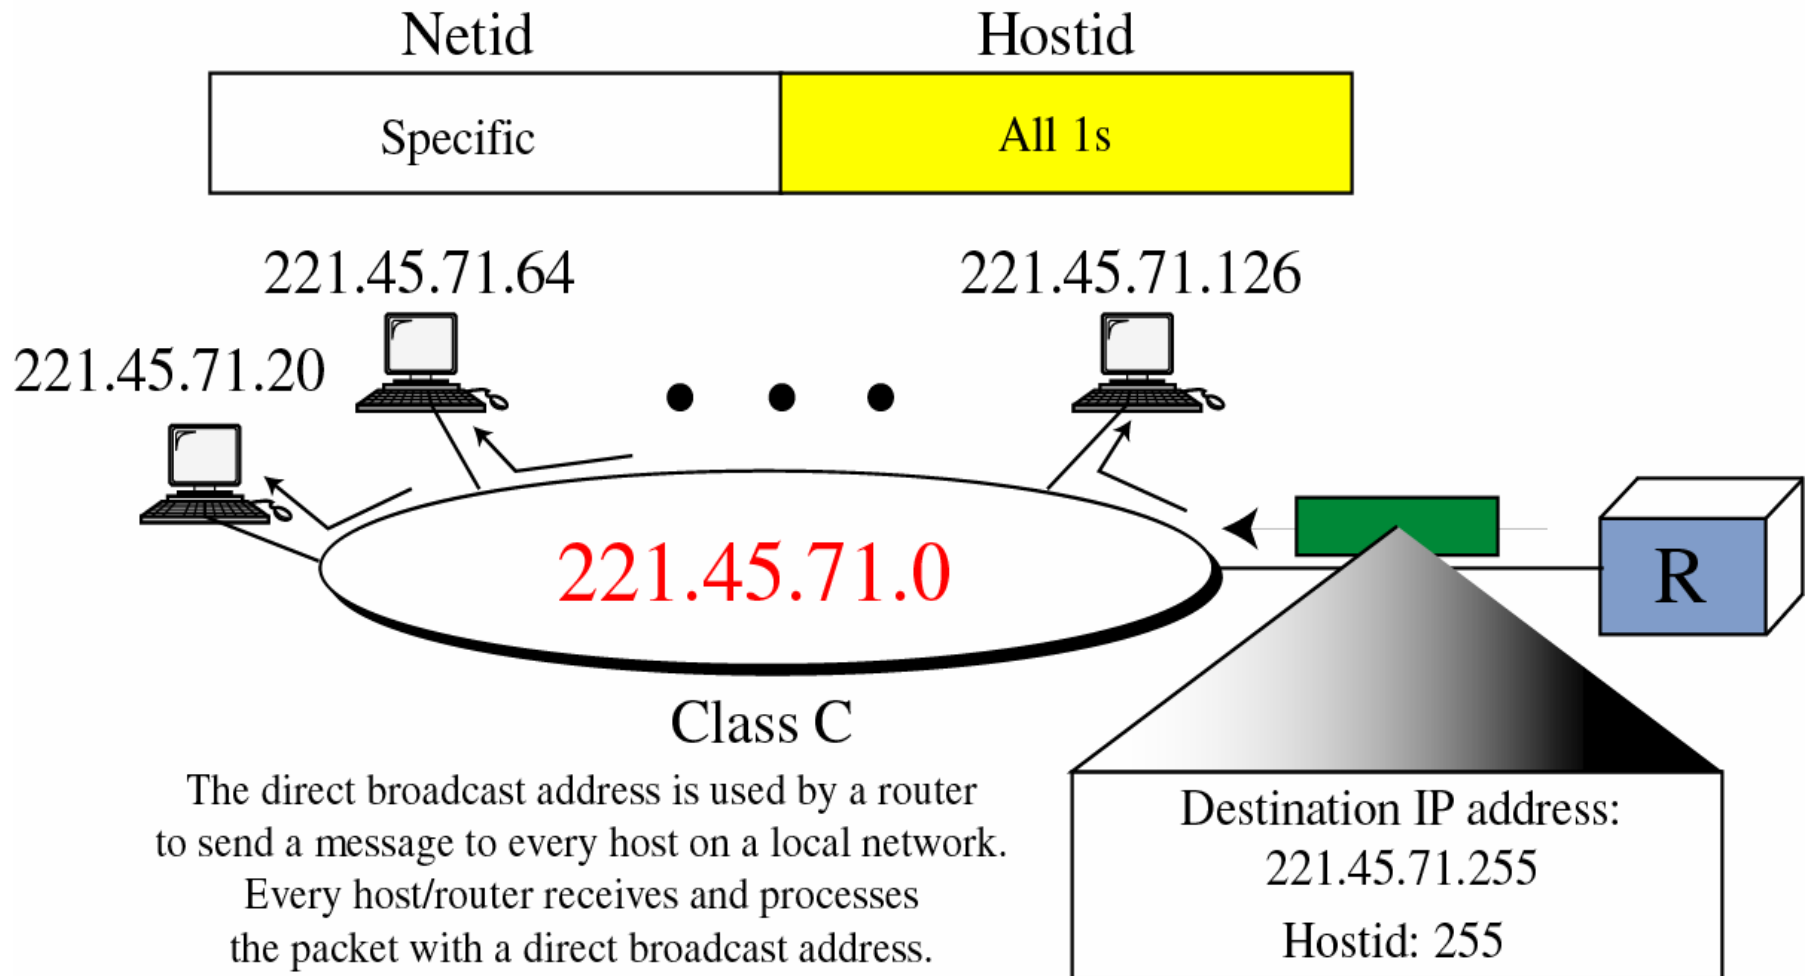 Netid
Hostid
Specific
All 1s
221.45.71.64
221.45.71.126
221.45.71.20
221.45.71.0
R
Class C
The direct broadcast address is used by a router
to send a message to every host on a local network.
Every host/router receives and processes
the packet with a direct broadcast address.
Destination IP address:
221.45.71.255
Hostid: 255